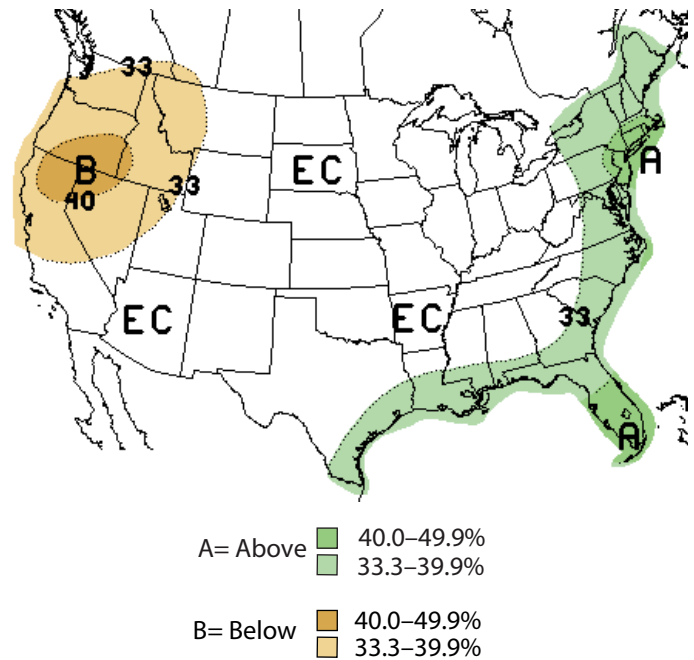 33
A
EC
B
33
40
EC
EC
33
A
A= Above 40.0–49.9%
33.3–39.9%
B= Below 40.0–49.9%
33.3–39.9%